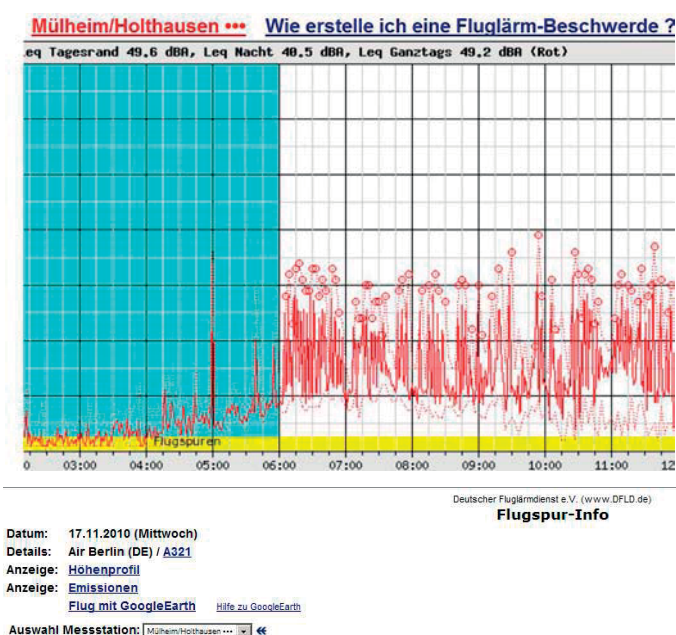 Mülheim/Holthausen ••• Wie erstelle ich eine Fluglärm-Beschwerde ?
eq Tagesrand 49.6 dBA, Leq Nacht 40.5 dBA, Leq Ganztags 49.2 dBA (Rot)
Flugspuren
0 03:00 04:00 05:00 06:00 07:00 08:00 09:00 10:00 11:00 12
Deutscher Fluglärmdienst e.V. (www.DFLD.de)
Flugspur-Info
Datum: 17.11.2010 (Mittwoch)
Details: Air Berlin (DE) / A321
Anzeige: Höhenprofil
Anzeige: Emissionen
Flug mit GoogleEarth Hilfe zu GoogleEarth
Auswahl Messstation: Mülheim/Holthausen •••